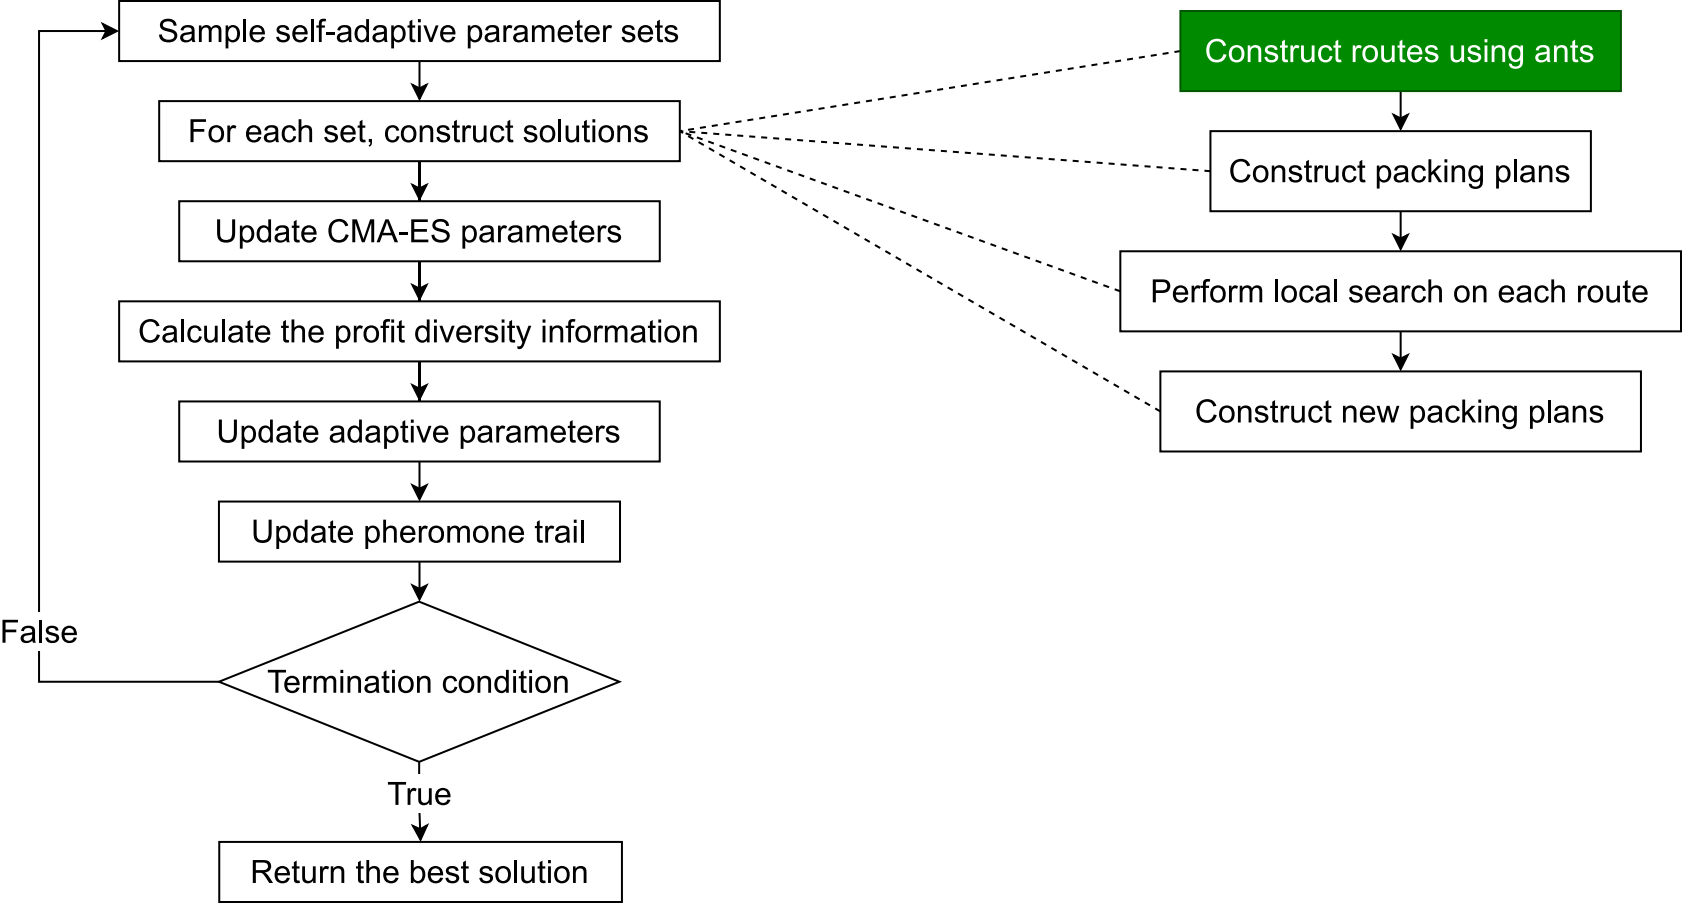 Sample self-adaptive parameter sets
For each set, construct solutions
Update CMA-ES parameters
Calculate the profit diversity information
Update adaptive parameters
Update pheromone trail
False
Termination condition
True
Return the best solution
Construct routes using ants
Construct packing plans
Perform local search on each route
Construct new packing plans